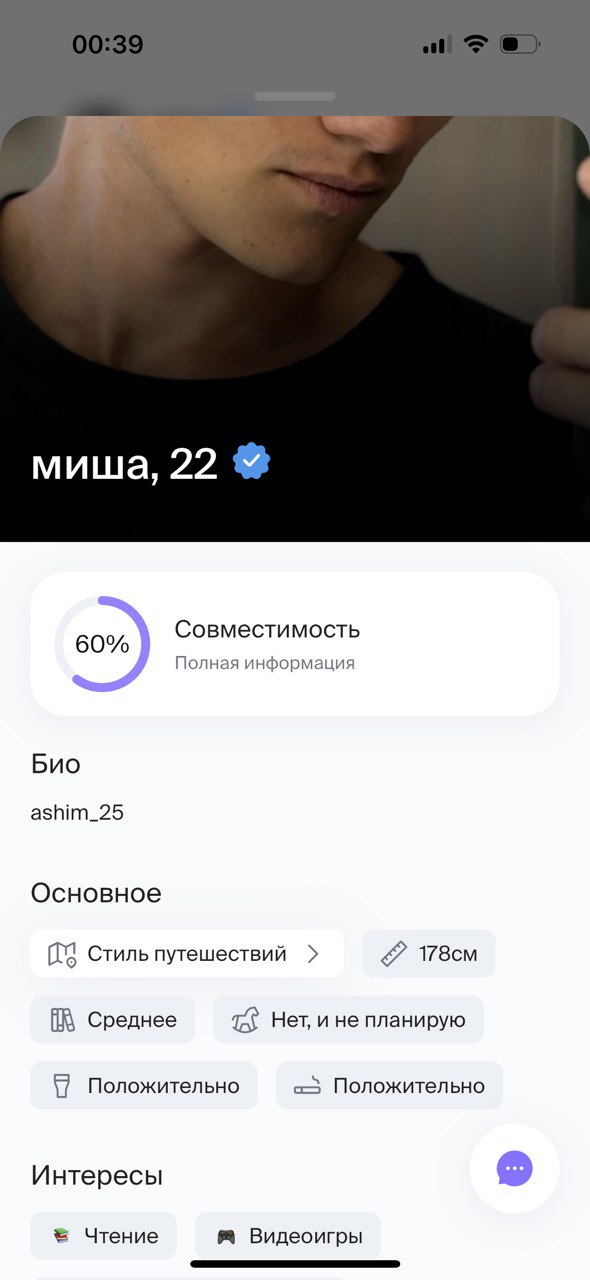 00:39
миша, 22
60%
Совместимость
Полная информация
Био
ashim_25
Основное
Стиль путешествий
178см
Среднее
Нет, и не планирую
Положительно
Положительно
Интересы
Чтение
Видеоигры